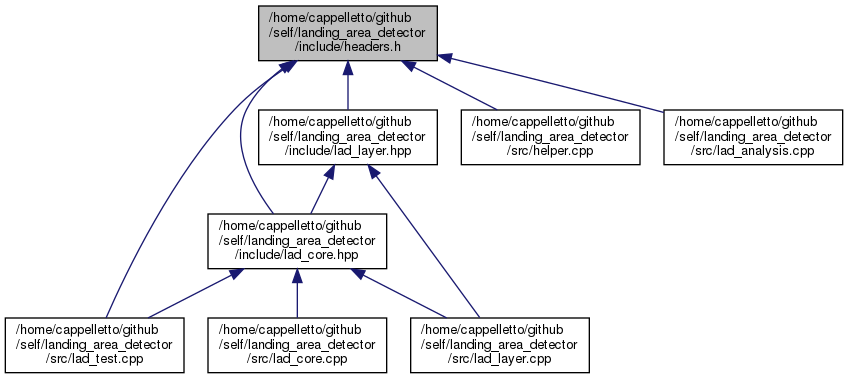 /home/cappelletto/github
/self/landing_area_detector
/include/headers.h
/home/cappelletto/github
/self/landing_area_detector
/include/lad_layer.hpp
/home/cappelletto/github
/self/landing_area_detector
/src/helper.cpp
/home/cappelletto/github
/self/landing_area_detector
/src/lad_analysis.cpp
/home/cappelletto/github
/self/landing_area_detector
/include/lad_core.hpp
/home/cappelletto/github
/self/landing_area_detector
/src/lad_test.cpp
/home/cappelletto/github
/self/landing_area_detector
/src/lad_core.cpp
/home/cappelletto/github
/self/landing_area_detector
/src/lad_layer.cpp